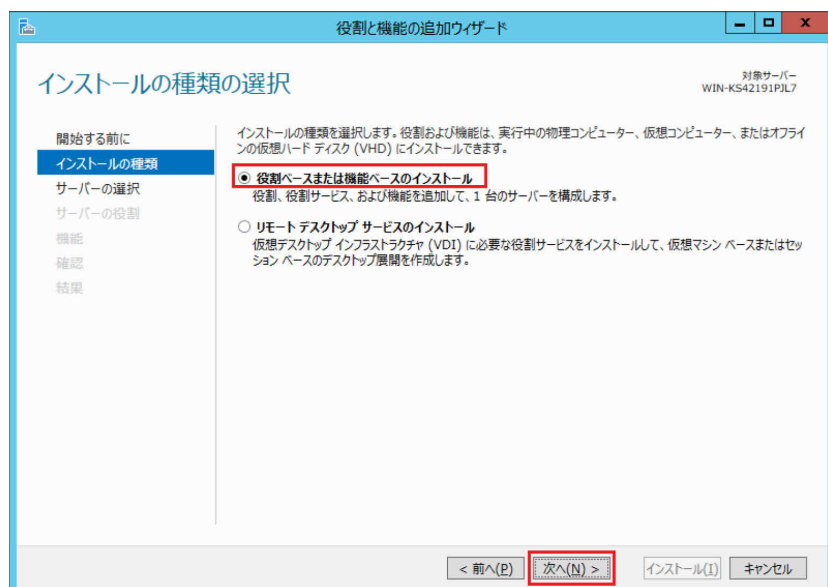 役割と機能の追加ウィザード
インストールの種類の選択
対象サーバー
WIN-KS42191PJL7
開始する前に
インストールの種類
サーバーの選択
サーバーの役割
機能
確認
結果
インストールの種類を選択します。役割および機能は、実行中の物理コンピューター、仮想コンピューター、またはオフライ
ンの仮想ハード ディスク (VHD) にインストールできます。
役割ベースまたは機能ベースのインストール
役割、役割サービス、および機能を追加して、1 台のサーバーを構成します。
リモート デスクトップ サービスのインストール
仮想デスクトップ インフラストラクチャ (VDI) に必要な役割サービスをインストールして、仮想マシン ベースまたはセッ
ション ベースのデスクトップ展開を作成します。
< 前へ(P) 次へ(N) > インストール(I) キャンセル